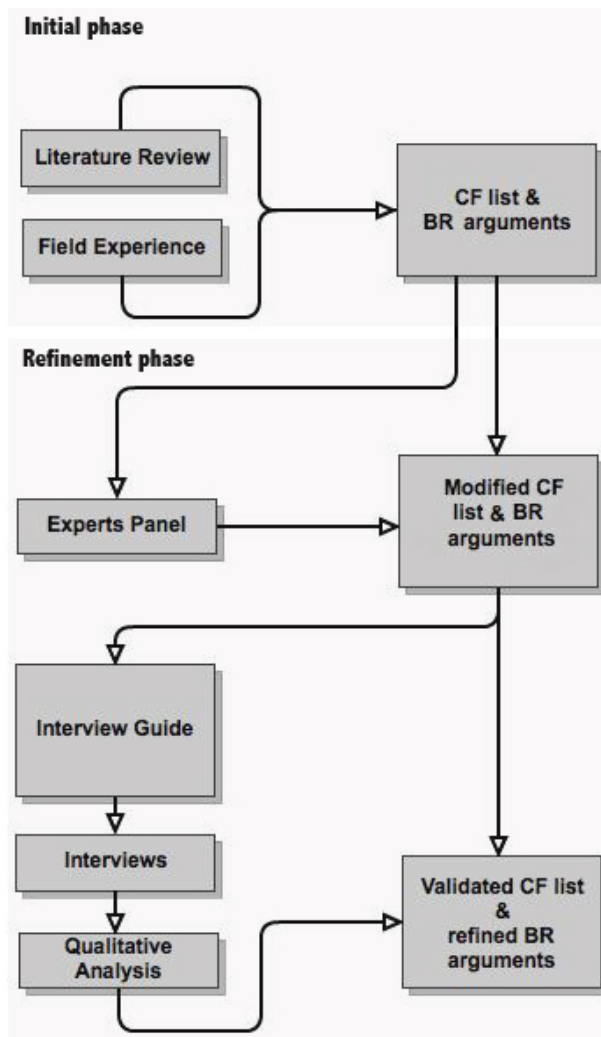 Initial phase
Literature Review
Field Experience
CF list &
BR arguments
Refinement phase
Experts Panel
Modified CF
list & BR
arguments
Interview Guide
Interviews
Qualitative
Analysis
Validated CF list
&
refined BR
arguments